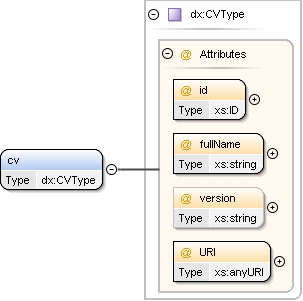 dx:CVType
@ Attributes
@ id
Type xs:ID
@ fullName
Type xs:string
cv
Type dx:CVType
@ version
Type xs:string
@ URI
Type xs:anyURI